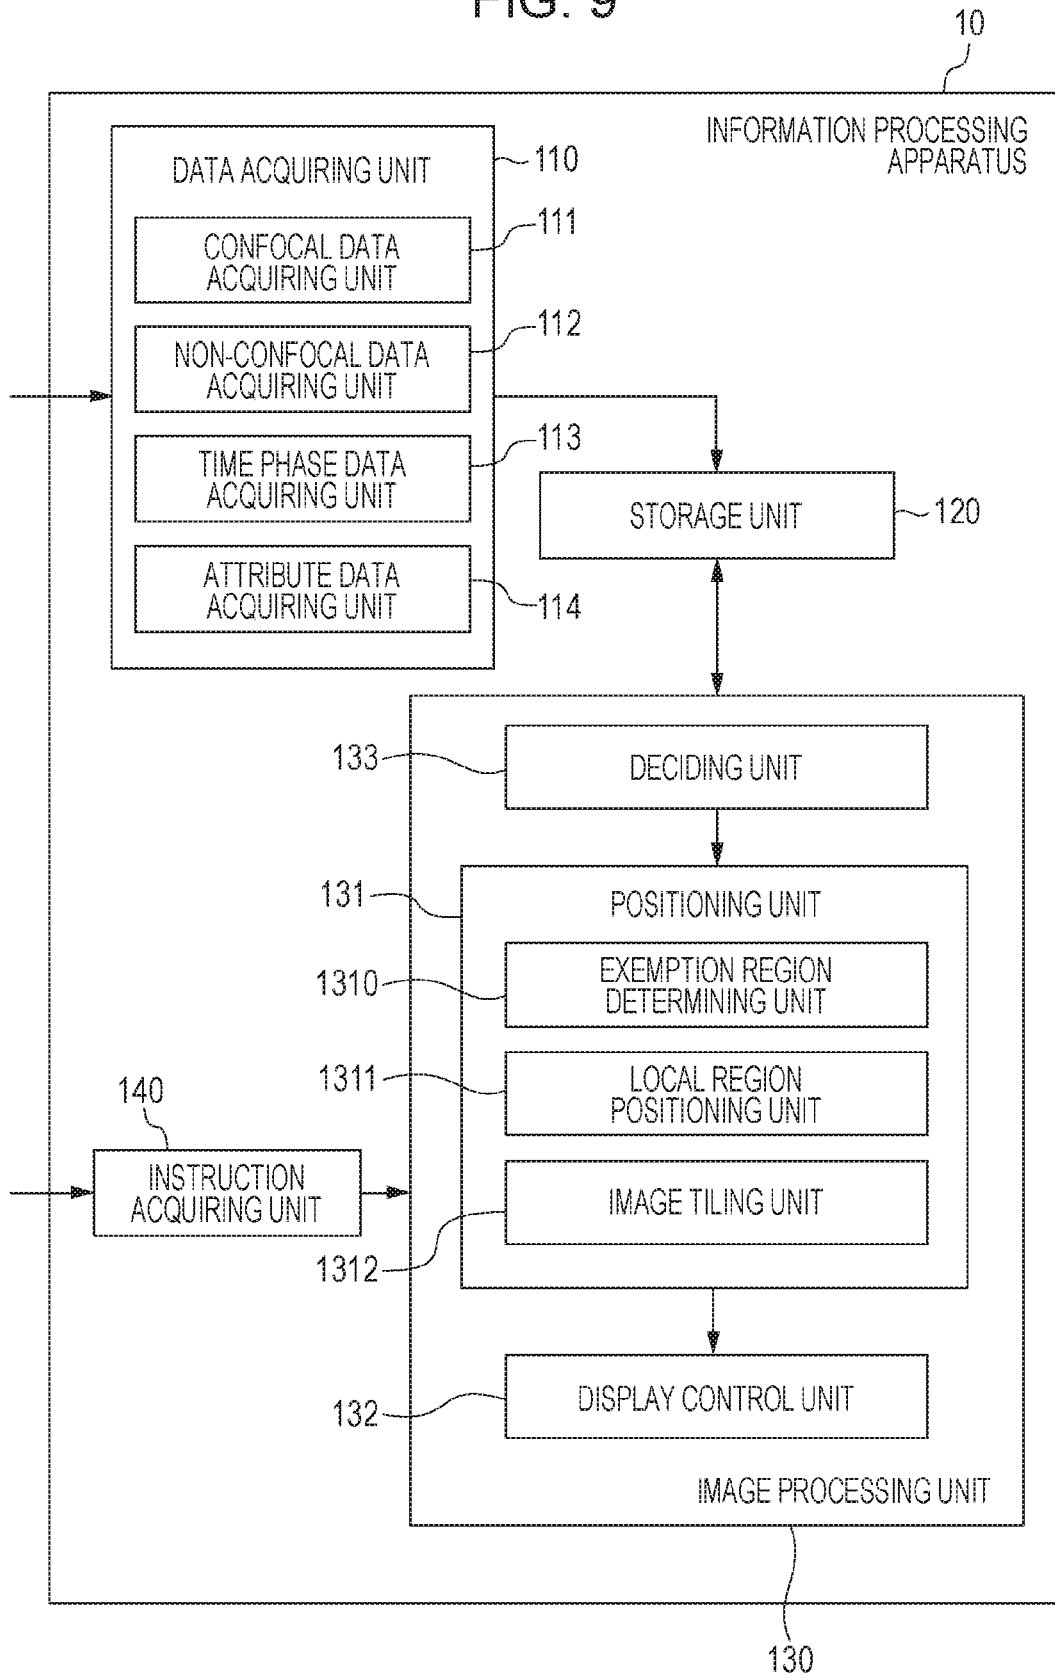 FIG. 9
10
INFORMATION PROCESSING
APPARATUS
DATA ACQUIRING UNIT
110
CONFOCAL DATA
ACQUIRING UNIT
111
NON-CONFOCAL DATA
ACQUIRING UNIT
112
TIME PHASE DATA
ACQUIRING UNIT
113
ATTRIBUTE DATA
ACQUIRING UNIT
114
STORAGE UNIT
120
133
DECIDING UNIT
131
POSITIONING UNIT
1310
EXEMPTION REGION
DETERMINING UNIT
1311
LOCAL REGION
POSITIONING UNIT
140
INSTRUCTION
ACQUIRING UNIT
IMAGE TILING UNIT
1312
132
DISPLAY CONTROL UNIT
IMAGE PROCESSING UNIT
130